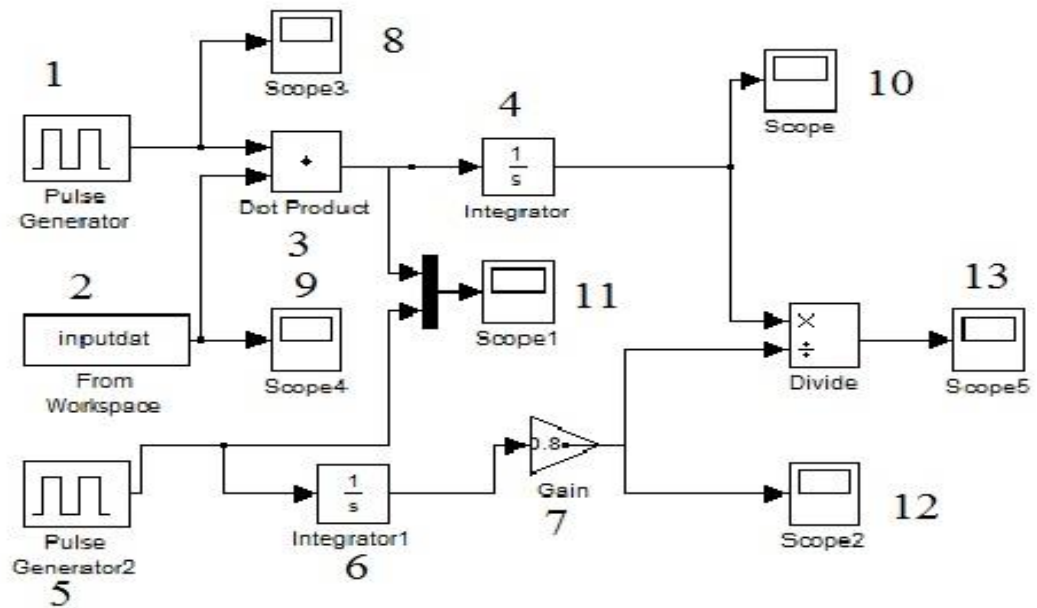 8
Scope3
1
Pulse
Generator
Dot Product
3
4
1
s
Integrator
10
Scope
2
inputdat
From
Workspace
9
Scope4
11
Scope1
13
×
÷
Divide
Scope5
5
Pulse
Generator2
1
s
Integrator1
6
0.8
Gain
7
12
Scope2